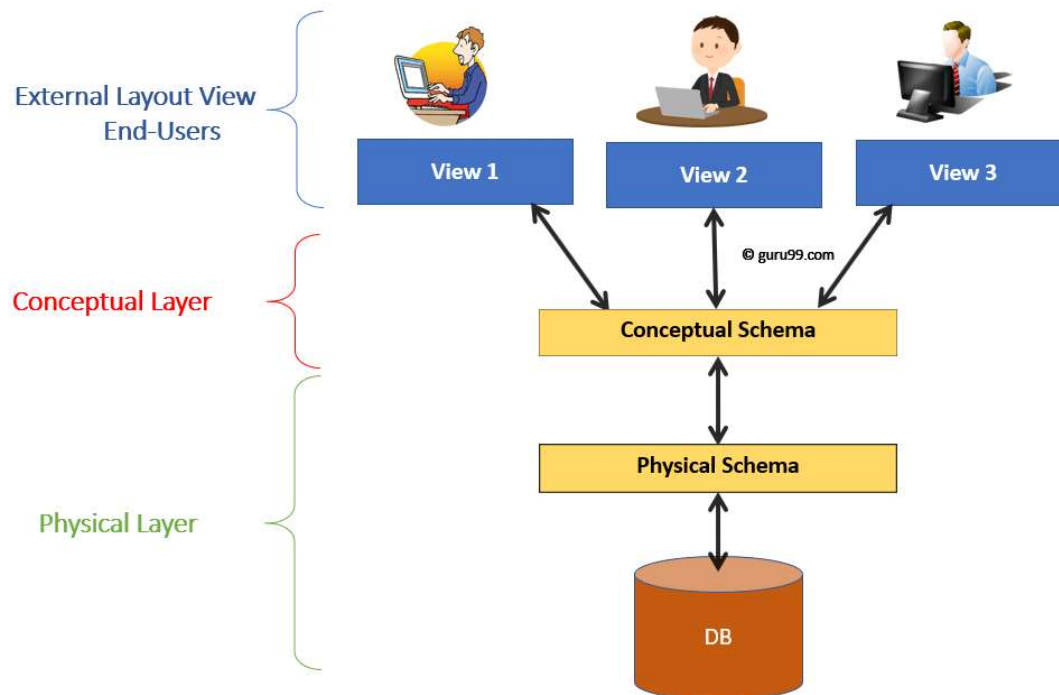 External Layout View
End-Users
View 1
View 2
View 3
© guru99.com
Conceptual Layer
Conceptual Schema
Physical Schema
Physical Layer
DB